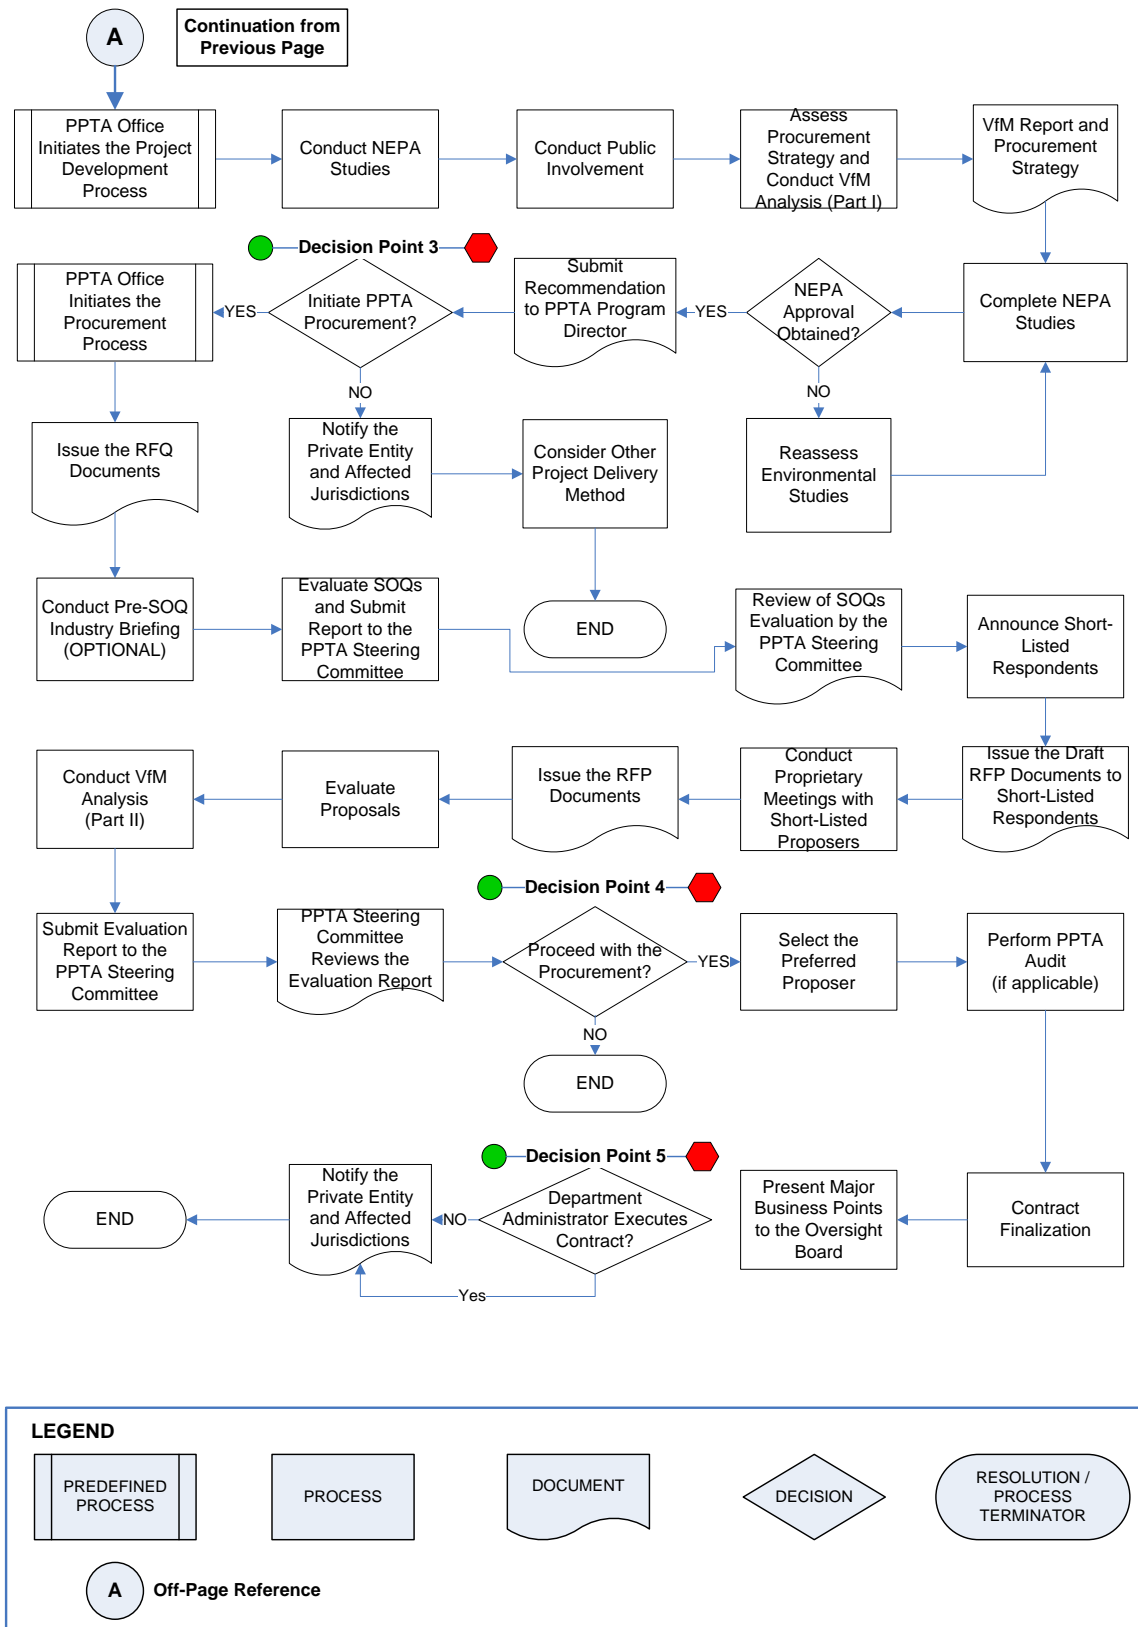 A
Continuation from
Previous Page
PPTA Office
Initiates the Project
Development
Process
Conduct NEPA
Studies
Conduct Public
Involvement
Assess
Procurement
Strategy and
Conduct VfM
Analysis (Part I)
VfM Report and
Procurement
Strategy
Decision Point 3
PPTA Office
Initiates the
Procurement
Process
YES
Initiate PPTA
Procurement?
Submit
Recommendation
to PPTA Program
Director
YES
NEPA
Approval
Obtained?
Complete NEPA
Studies
NO
NO
Issue the RFQ
Documents
Notify the
Private Entity
and Affected
Jurisdictions
Consider Other
Project Delivery
Method
Reassess
Environmental
Studies
Conduct Pre-SOQ
Industry Briefing
(OPTIONAL)
Evaluate SOQs
and Submit
Report to the
PPTA Steering
Committee
END
Review of SOQs
Evaluation by the
PPTA Steering
Committee
Announce Short-
Listed
Respondents
Conduct VfM
Analysis
(Part II)
Evaluate
Proposals
Issue the RFP
Documents
Conduct
Proprietary
Meetings with
Short-Listed
Proposers
Issue the Draft
RFP Documents to
Short-Listed
Respondents
Decision Point 4
Submit Evaluation
Report to the
PPTA Steering
Committee
PPTA Steering
Committee
Reviews the
Evaluation Report
Proceed with the
Procurement?
YES
Select the
Preferred
Proposer
Perform PPTA
Audit
(if applicable)
NO
END
Decision Point 5
END
Notify the
Private Entity
and Affected
Jurisdictions
NO
Department
Administrator Executes
Contract?
Present Major
Business Points
to the Oversight
Board
Contract
Finalization
Yes
LEGEND
PREDEFINED
PROCESS
PROCESS
DOCUMENT
DECISION
RESOLUTION /
PROCESS
TERMINATOR
A
Off-Page Reference